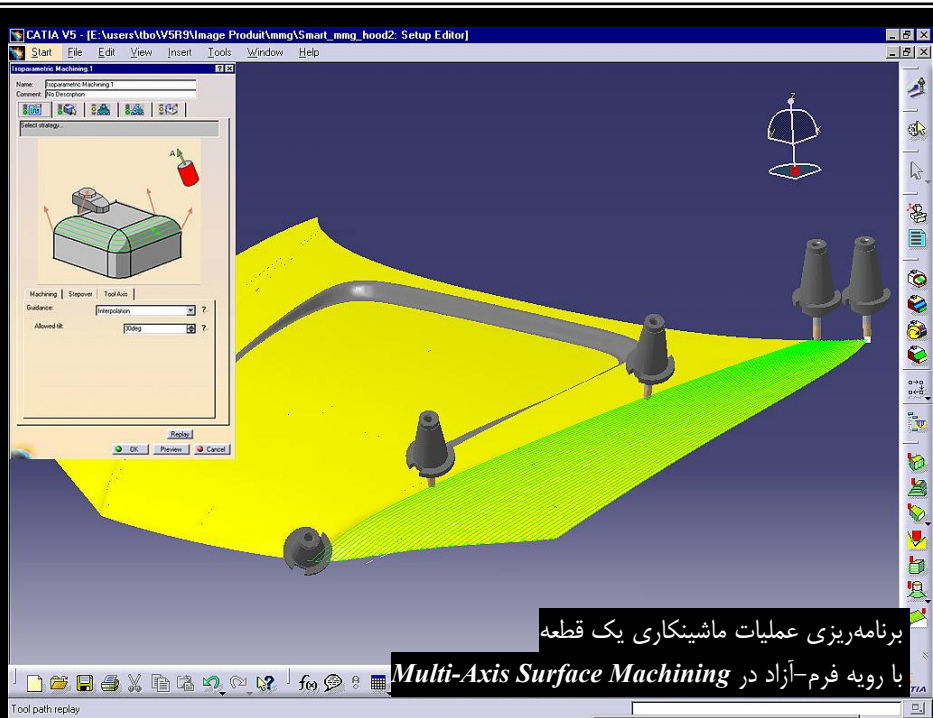 CATIA V5 - [E:\users\tbo\V5R9\Image Produit\mmg\Smart_mmg_hood2: Setup Editor]
Start File Edit View Insert Tools Window Help
Isoparametric Machining.1
Name: Isoparametric Machining.1
Comment: No Description
Select strategy...
A
Machining Stepover Tool Axis
Guidance: Interpolation ?
Allowed tilt: 30deg ?
Replay
OK Preview Cancel
z
y x
برنامه‌ریزی عملیات ماشینکاری یک قطعه
با رویه فرم-آزاد در Multi-Axis Surface Machining
f(x)
Tool path replay